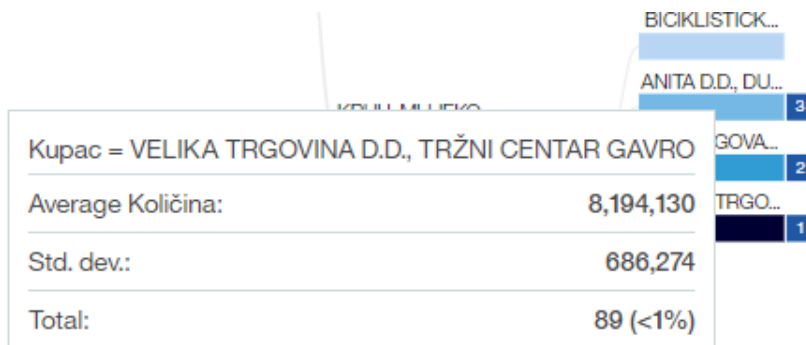 BICIKLISTICK...
ANITA D.D., DU...
3
GOVA...
2
TRGO...
1
Kupac = VELIKA TRGOVINA D.D., TRŽNI CENTAR GAVRO
Average Količina: 8,194,130
Std. dev.: 686,274
Total: 89 (<1%)